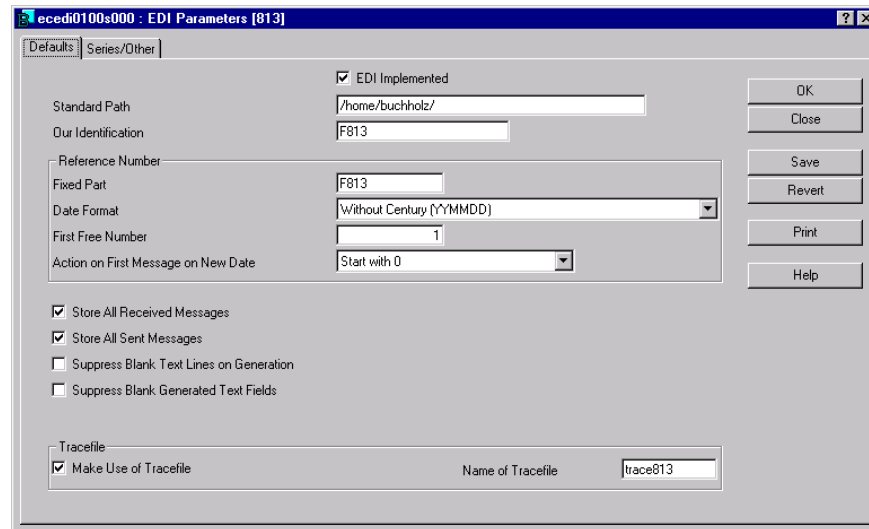 ecedi0100s000 : EDI Parameters [813]
Defaults Series/Other
EDI Implemented
Standard Path /home/buchholz/
Our Identification F813
Reference Number
Fixed Part F813
Date Format Without Century (YYMMDD)
First Free Number 1
Action on First Message on New Date Start with 0
Store All Received Messages
Store All Sent Messages
Suppress Blank Text Lines on Generation
Suppress Blank Generated Text Fields
Tracefile
Make Use of Tracefile Name of Tracefile trace813
OK
Close
Save
Revert
Print
Help